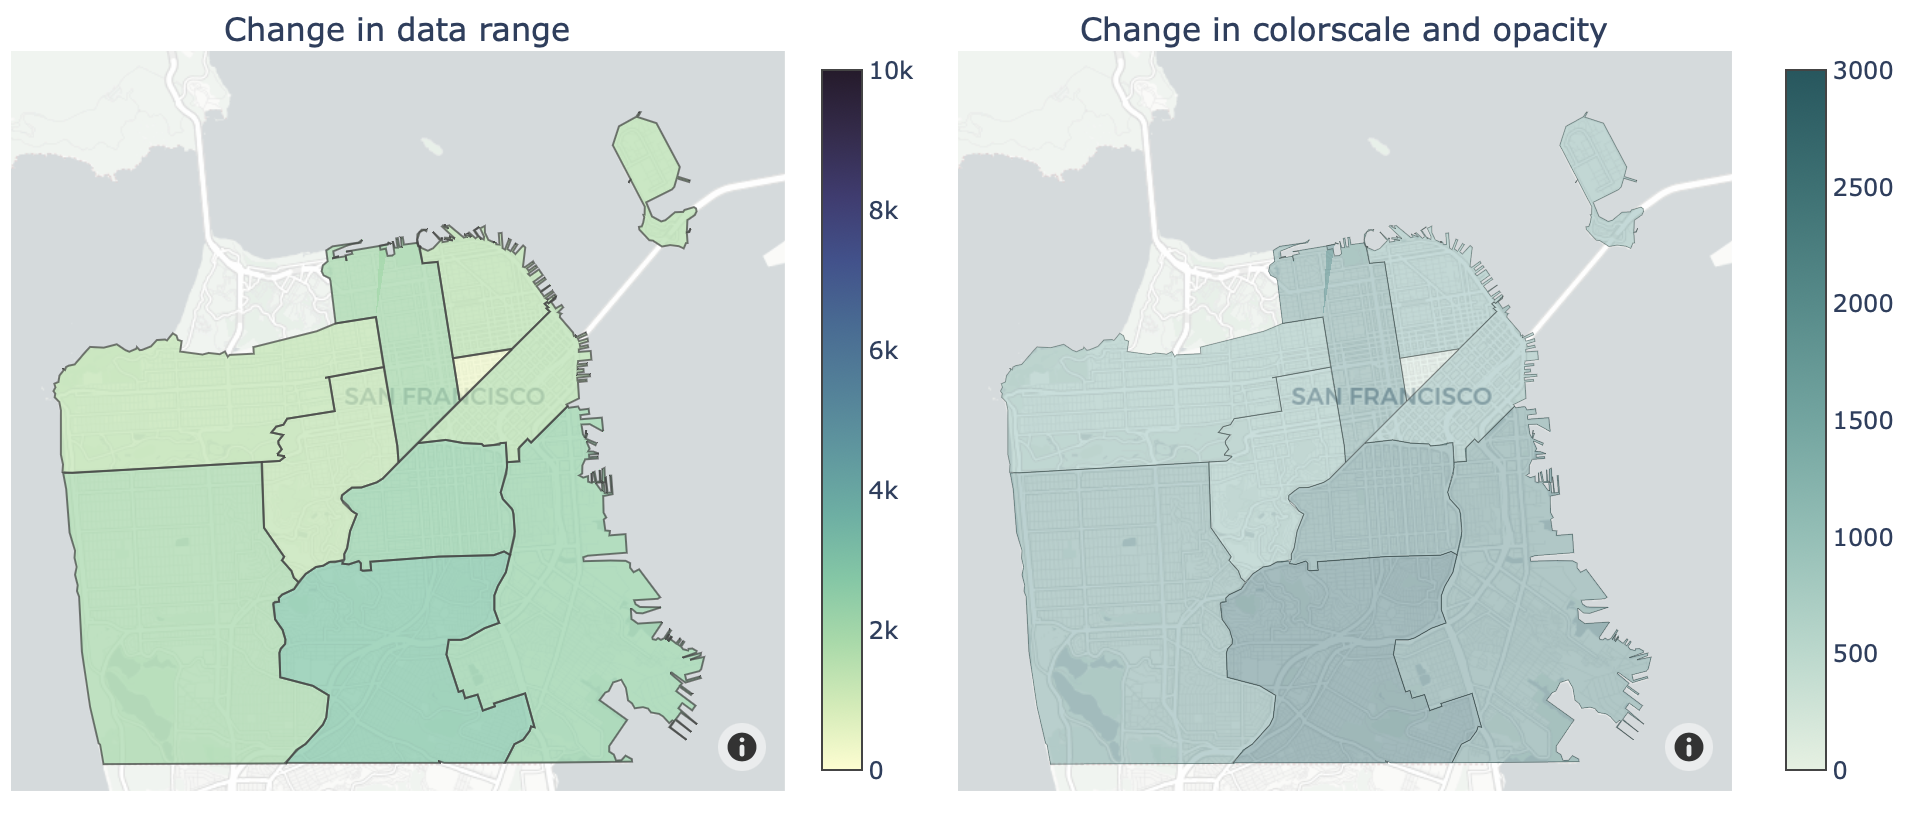 Change in data range
Change in colorscale and opacity
10k
8k
6k
4k
2k
0
SAN FRANCISCO
3000
2500
2000
1500
1000
500
0
SAN FRANCISCO